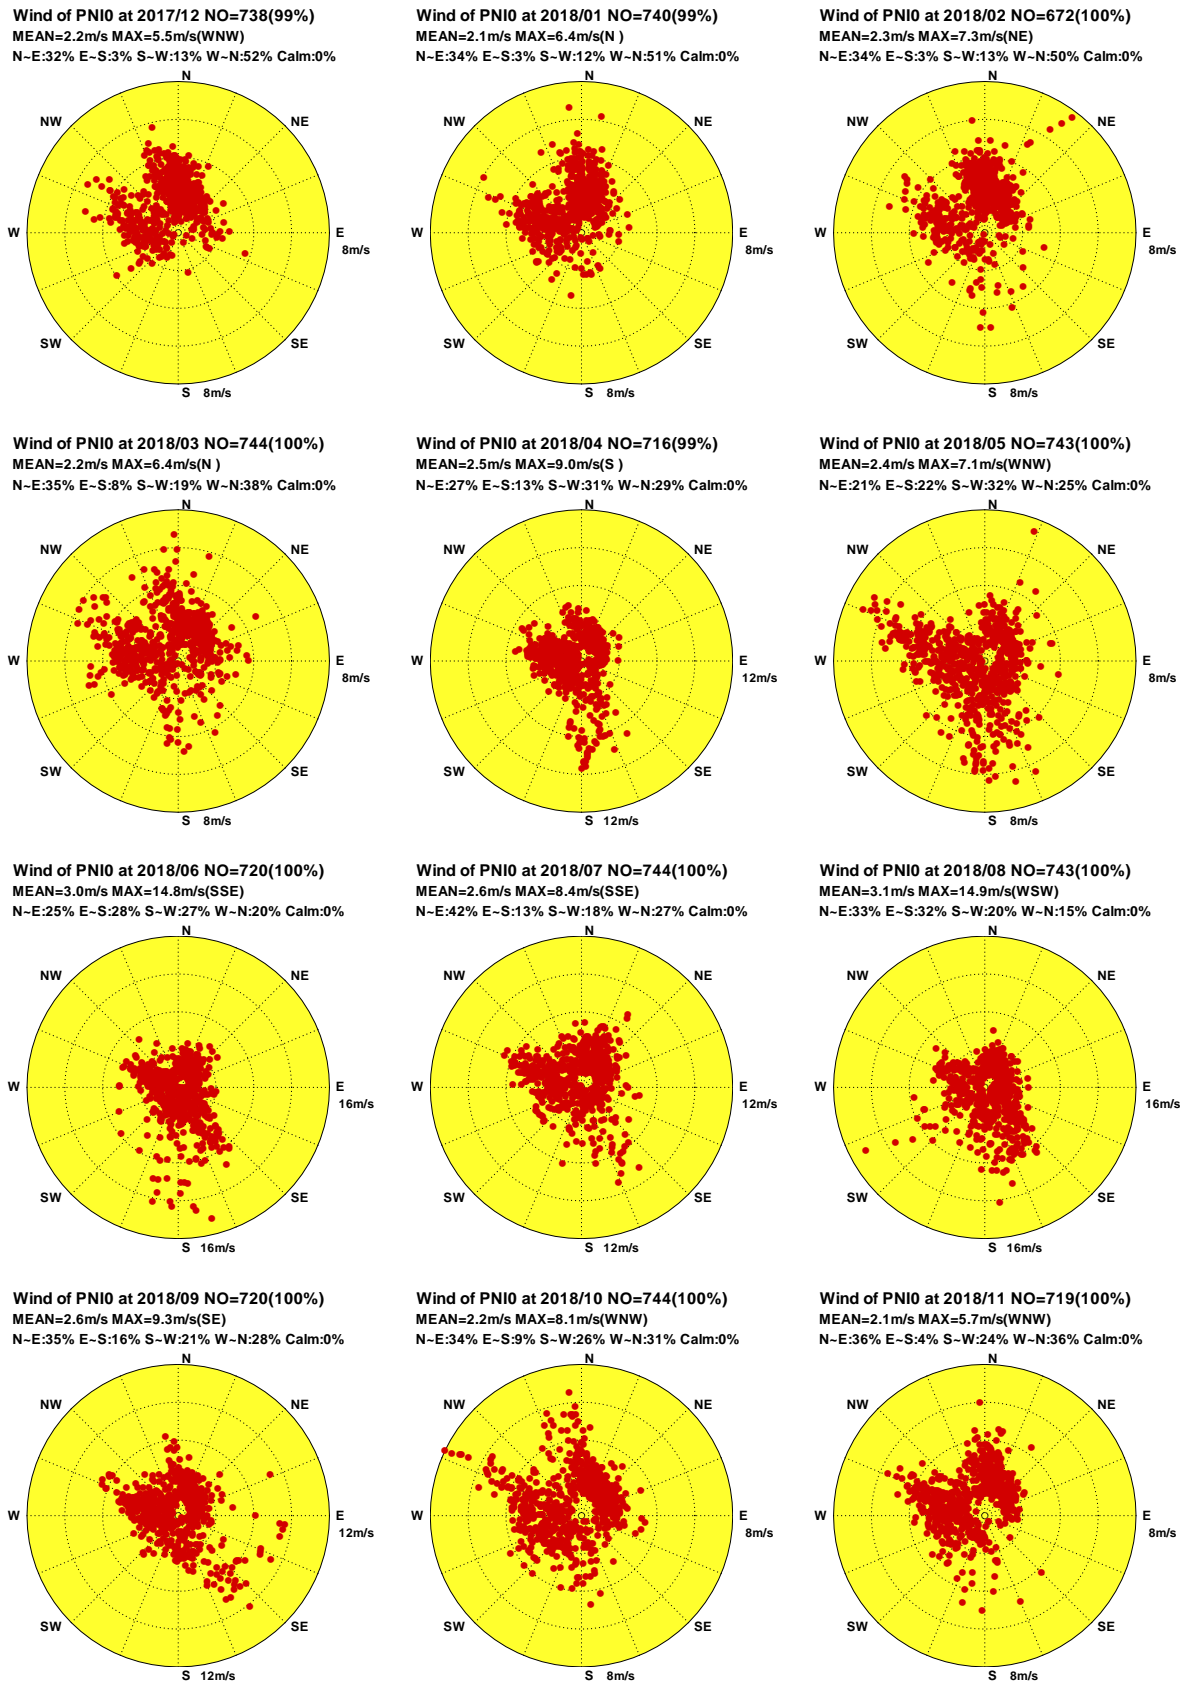 Wind of PNI0 at 2017/12 NO=738(99%)
MEAN=2.2m/s MAX=5.5m/s(WNW)
N~E:32% E~S:3% S~W:13% W~N:52% Calm:0%
N
NW
NE
W
E
8m/s
SW
SE
S 8m/s
Wind of PNI0 at 2018/01 NO=740(99%)
MEAN=2.1m/s MAX=6.4m/s(N )
N~E:34% E~S:3% S~W:12% W~N:51% Calm:0%
N
NW
NE
W
E
8m/s
SW
SE
S 8m/s
Wind of PNI0 at 2018/02 NO=672(100%)
MEAN=2.3m/s MAX=7.3m/s(NE)
N~E:34% E~S:3% S~W:13% W~N:50% Calm:0%
N
NW
NE
W
E
8m/s
SW
SE
S 8m/s
Wind of PNI0 at 2018/03 NO=744(100%)
MEAN=2.2m/s MAX=6.4m/s(N )
N~E:35% E~S:8% S~W:19% W~N:38% Calm:0%
N
NW
NE
W
E
8m/s
SW
SE
S 8m/s
Wind of PNI0 at 2018/04 NO=716(99%)
MEAN=2.5m/s MAX=9.0m/s(S )
N~E:27% E~S:13% S~W:31% W~N:29% Calm:0%
N
NW
NE
W
E
12m/s
SW
SE
S 12m/s
Wind of PNI0 at 2018/05 NO=743(100%)
MEAN=2.4m/s MAX=7.1m/s(WNW)
N~E:21% E~S:22% S~W:32% W~N:25% Calm:0%
N
NW
NE
W
E
8m/s
SW
SE
S 8m/s
Wind of PNI0 at 2018/06 NO=720(100%)
MEAN=3.0m/s MAX=14.8m/s(SSE)
N~E:25% E~S:28% S~W:27% W~N:20% Calm:0%
N
NW
NE
W
E
16m/s
SW
SE
S 16m/s
Wind of PNI0 at 2018/07 NO=744(100%)
MEAN=2.6m/s MAX=8.4m/s(SSE)
N~E:42% E~S:13% S~W:18% W~N:27% Calm:0%
N
NW
NE
W
E
12m/s
SW
SE
S 12m/s
Wind of PNI0 at 2018/08 NO=743(100%)
MEAN=3.1m/s MAX=14.9m/s(WSW)
N~E:33% E~S:32% S~W:20% W~N:15% Calm:0%
N
NW
NE
W
E
16m/s
SW
SE
S 16m/s
Wind of PNI0 at 2018/09 NO=720(100%)
MEAN=2.6m/s MAX=9.3m/s(SE)
N~E:35% E~S:16% S~W:21% W~N:28% Calm:0%
N
NW
NE
W
E
12m/s
SW
SE
S 12m/s
Wind of PNI0 at 2018/10 NO=744(100%)
MEAN=2.2m/s MAX=8.1m/s(WNW)
N~E:34% E~S:9% S~W:26% W~N:31% Calm:0%
N
NW
NE
W
E
8m/s
SW
SE
S 8m/s
Wind of PNI0 at 2018/11 NO=719(100%)
MEAN=2.1m/s MAX=5.7m/s(WNW)
N~E:36% E~S:4% S~W:24% W~N:36% Calm:0%
N
NW
NE
W
E
8m/s
SW
SE
S 8m/s